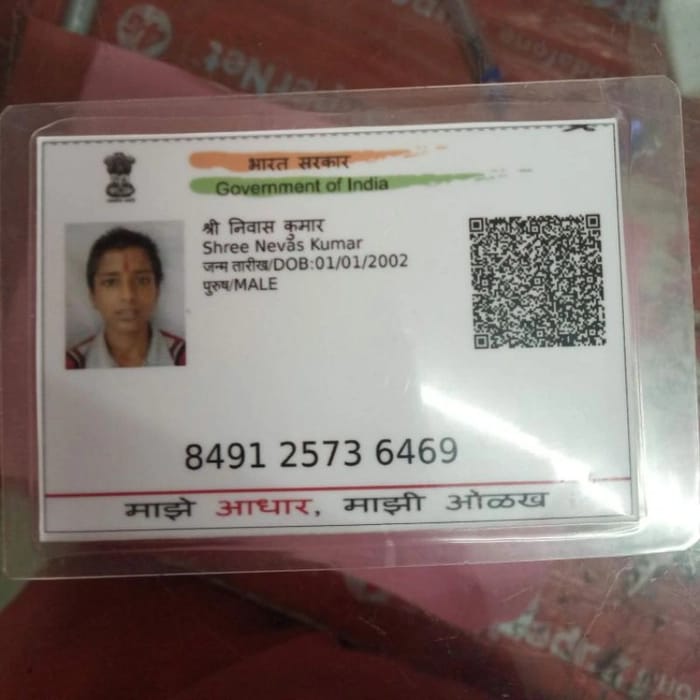 भारत सरकार
Government of India
श्री निवास कुमार
Shree Nevas Kumar
जन्म तारीख/DOB:01/01/2002
पुरुष/MALE
8491 2573 6469
माझे आधार, माझी ओळख